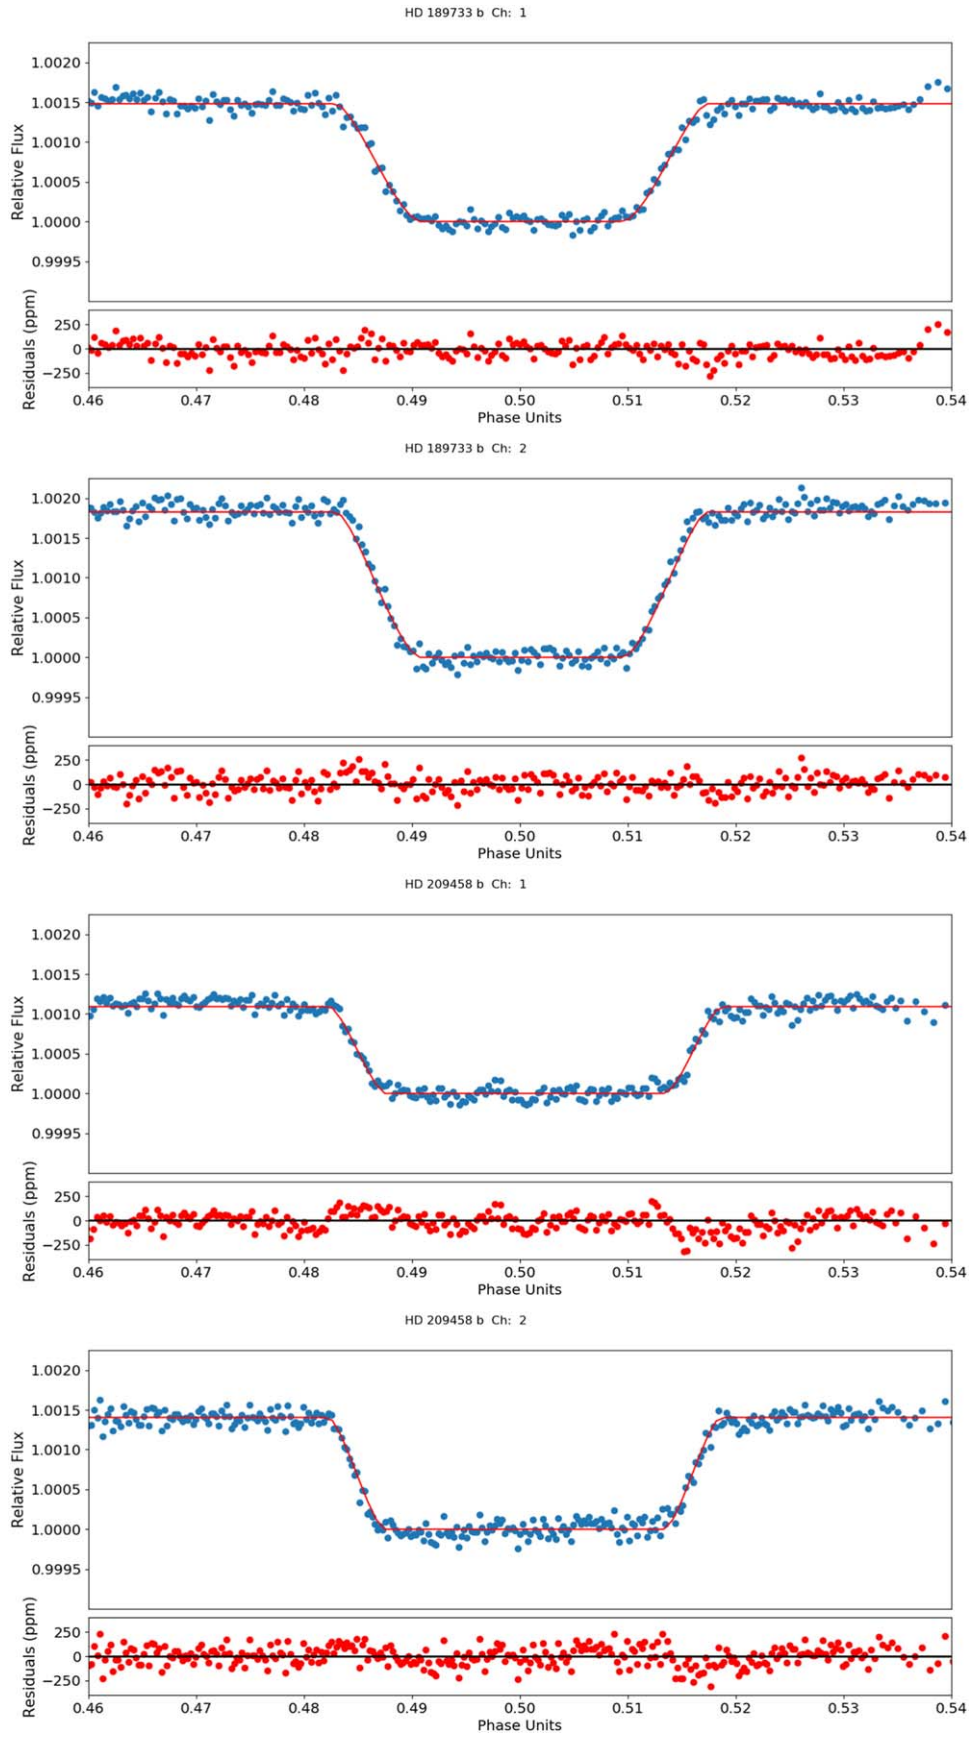 HD 189733 b Ch: 1
1.0020
1.0015
1.0010
1.0005
1.0000
0.9995
Relative Flux
250
0
−250
Residuals (ppm)
0.46 0.47 0.48 0.49 0.50 0.51 0.52 0.53 0.54
Phase Units
HD 189733 b Ch: 2
1.0020
1.0015
1.0010
1.0005
1.0000
0.9995
Relative Flux
250
0
−250
Residuals (ppm)
0.46 0.47 0.48 0.49 0.50 0.51 0.52 0.53 0.54
Phase Units
HD 209458 b Ch: 1
1.0020
1.0015
1.0010
1.0005
1.0000
0.9995
Relative Flux
250
0
−250
Residuals (ppm)
0.46 0.47 0.48 0.49 0.50 0.51 0.52 0.53 0.54
Phase Units
HD 209458 b Ch: 2
1.0020
1.0015
1.0010
1.0005
1.0000
0.9995
Relative Flux
250
0
−250
Residuals (ppm)
0.46 0.47 0.48 0.49 0.50 0.51 0.52 0.53 0.54
Phase Units